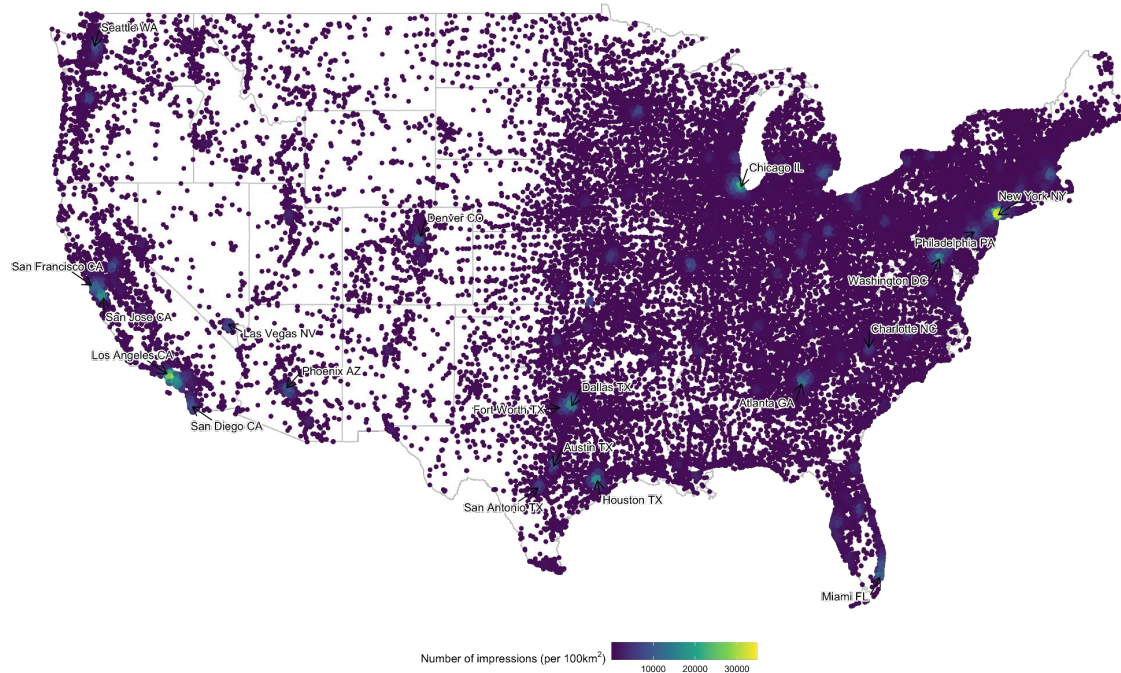 Seattle WA
Chicago IL
New York NY
Denver CO
Philadelphia PA
San Francisco CA
Washington DC
San Jose CA
Las Vegas NV
Charlotte NC
Los Angeles CA
Phoenix AZ
Dallas TX
Atlanta GA
Fort Worth TX
San Diego CA
Austin TX
San Antonio TX
Houston TX
Miami FL
Number of impressions (per 100km²)
10000 20000 30000